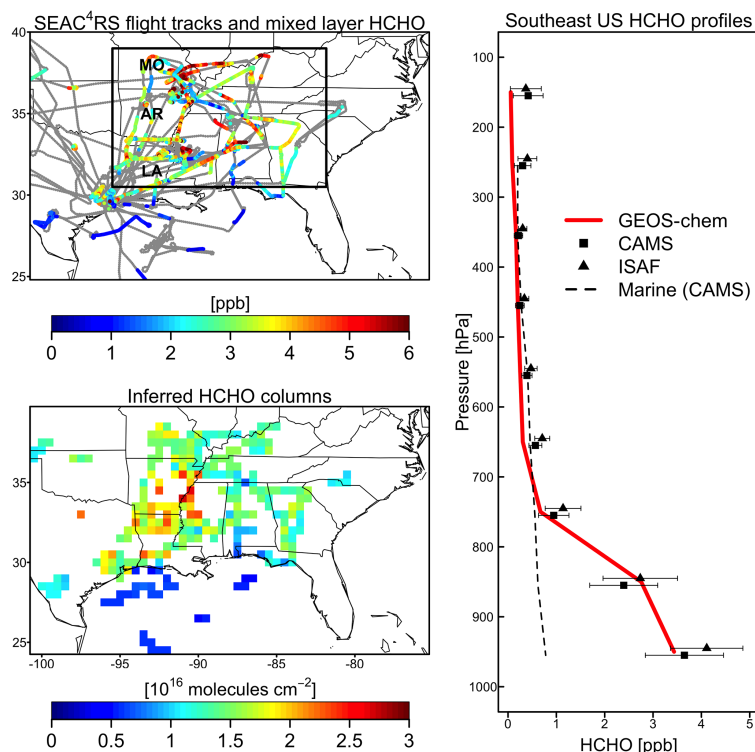 SEAC⁴RS flight tracks and mixed layer HCHO
40
35
30
25
MO
AR
LA
[ppb]
0 1 2 3 4 5 6
Inferred HCHO columns
35
30
25
-100 -95 -90 -85 -80
[10¹⁶ molecules cm⁻²]
0 0.5 1 1.5 2 2.5 3
Southeast US HCHO profiles
100
200
300
400
500
600
700
800
900
1000
Pressure [hPa]
GEOS-chem
CAMS
ISAF
Marine (CAMS)
0 1 2 3 4 5
HCHO [ppb]